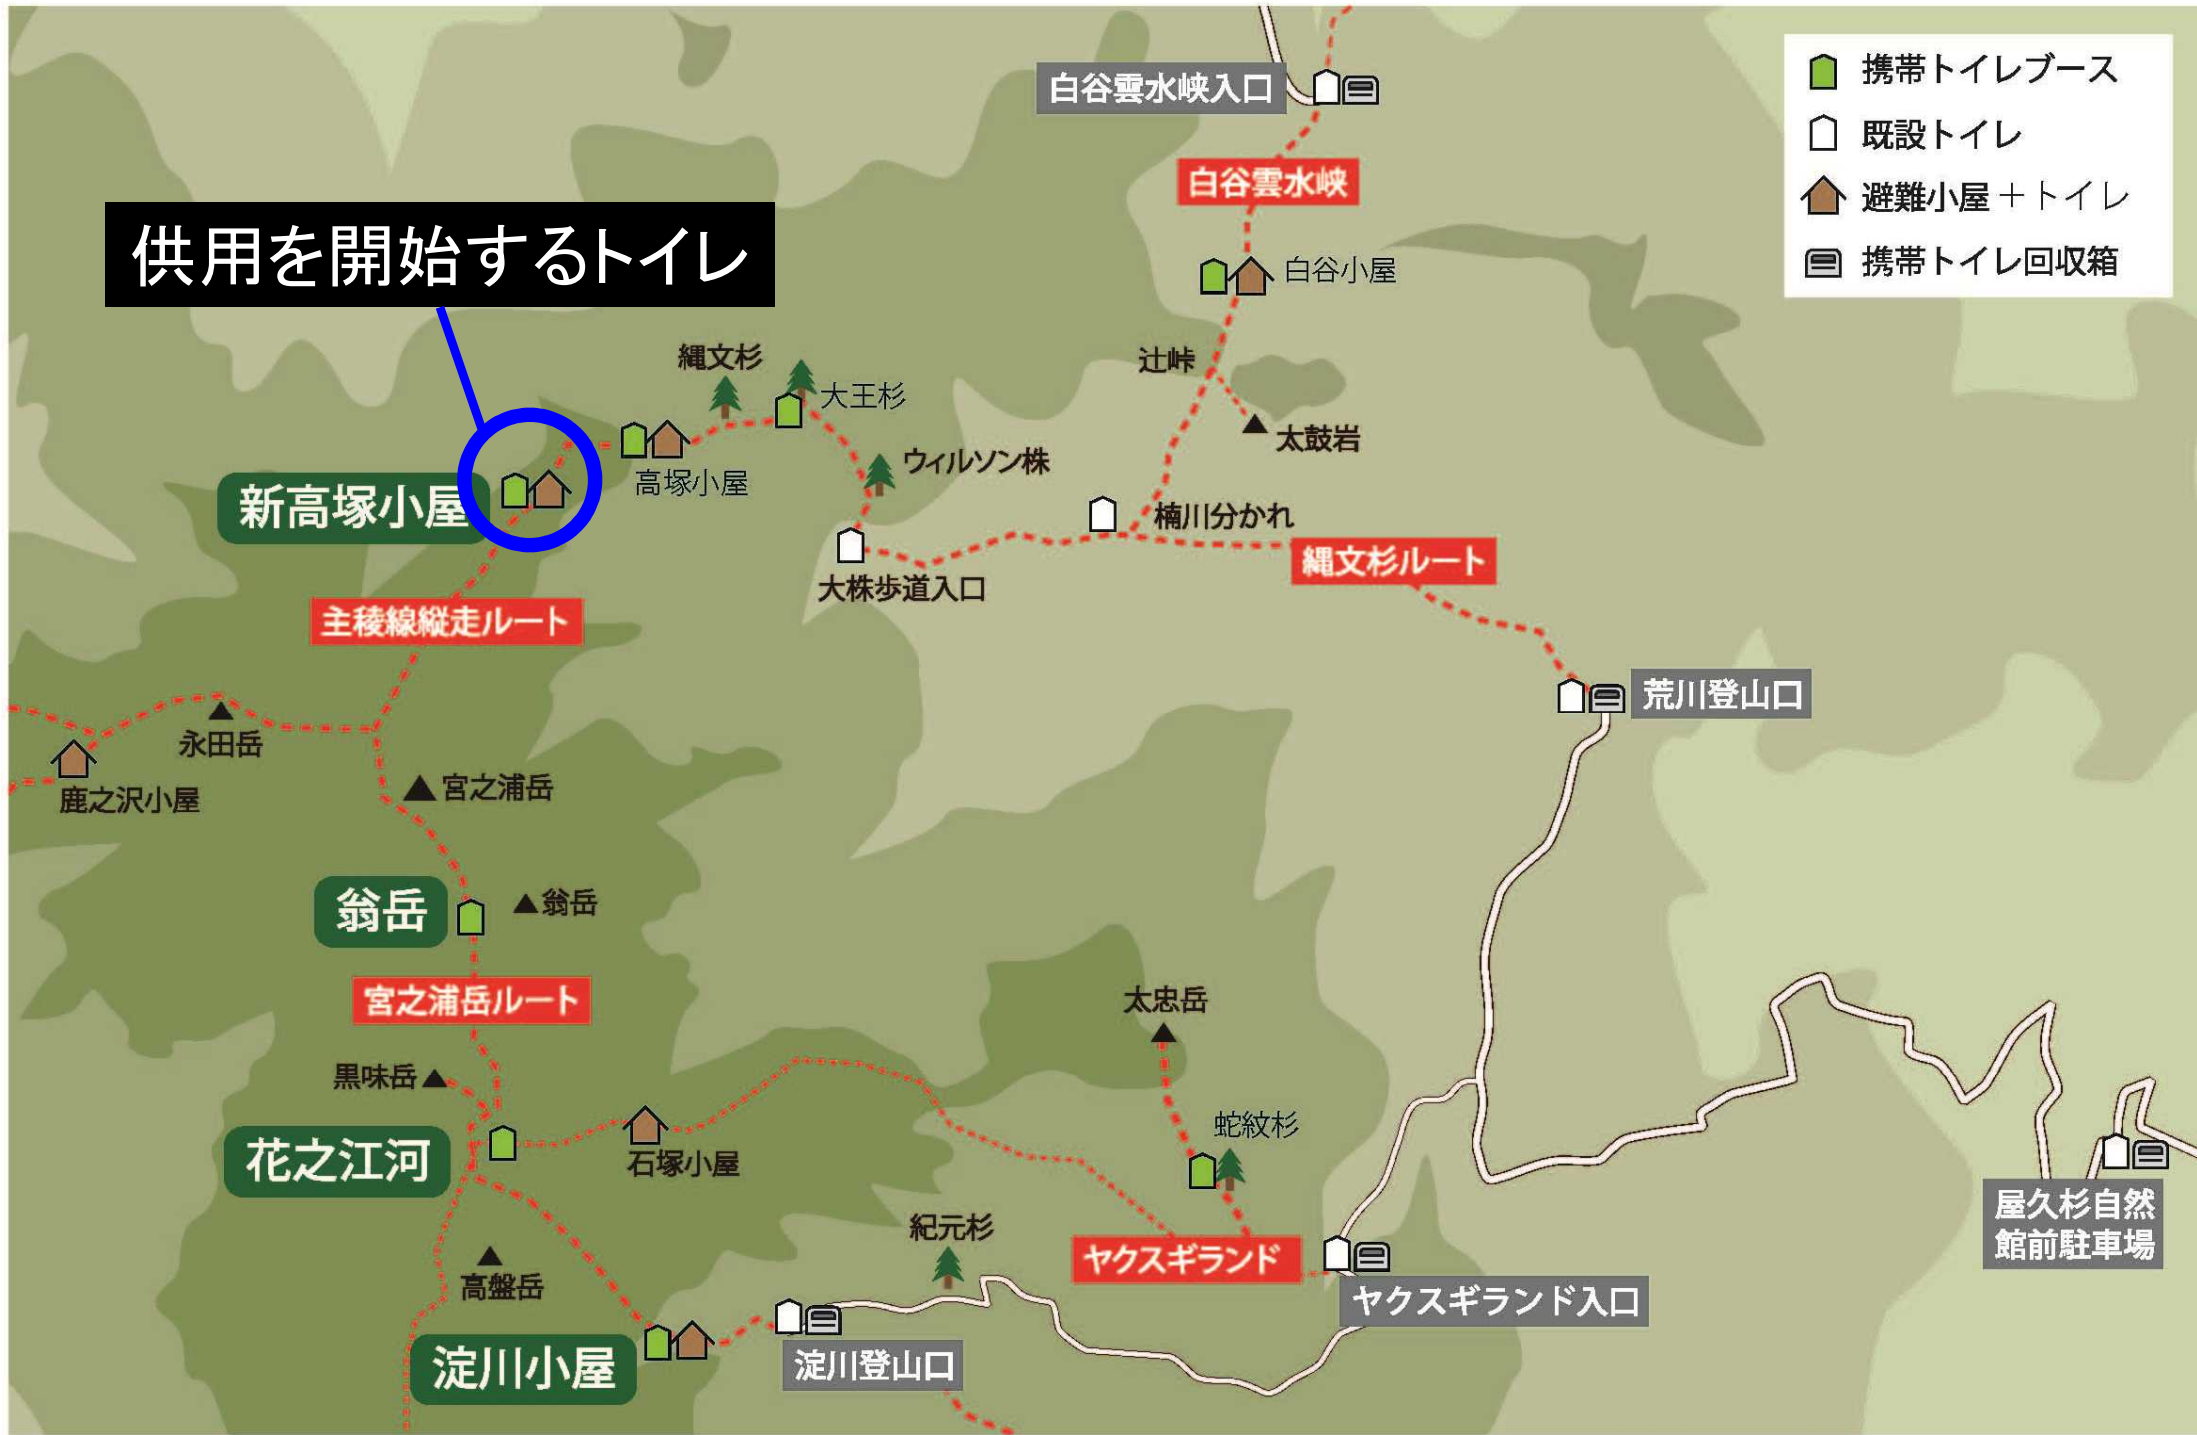 白谷雲水峡入口
携帯トイレブース
既設トイレ
避難小屋＋トイレ
携帯トイレ回収箱
白谷雲水峡
供用を開始するトイレ
白谷小屋
縄文杉
辻峠
大王杉
太鼓岩
ウィルソン株
高塚小屋
新高塚小屋
楠川分かれ
縄文杉ルート
大株歩道入口
主稜線縦走ルート
荒川登山口
永田岳
宮之浦岳
鹿之沢小屋
翁岳
翁岳
宮之浦岳ルート
太忠岳
黒味岳
蛇紋杉
花之江河
石塚小屋
屋久杉自然
館前駐車場
紀元杉
ヤクスギランド
高盤岳
ヤクスギランド入口
淀川小屋
淀川登山口